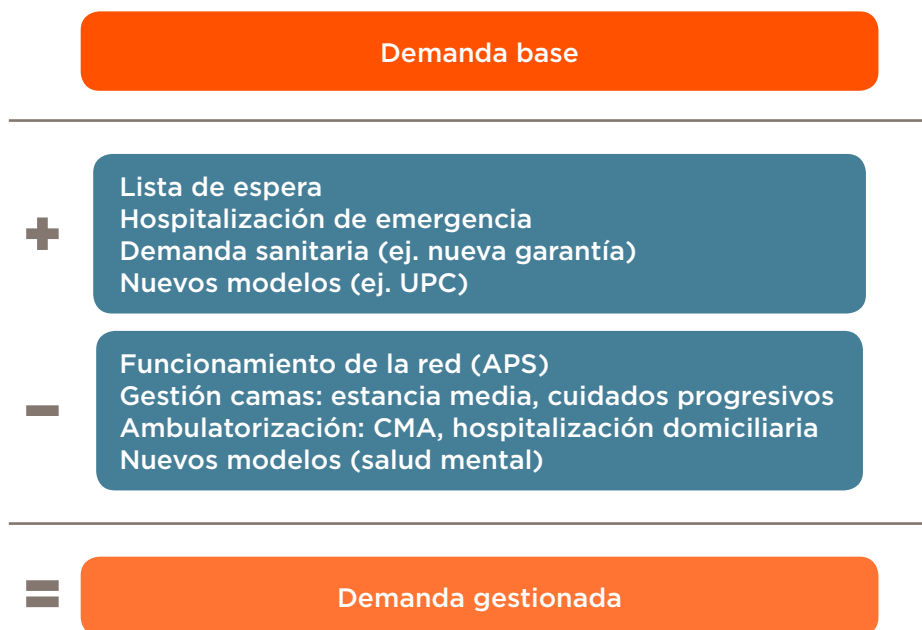 Demanda base
+
Lista de espera
Hospitalización de emergencia
Demanda sanitaria (ej. nueva garantía)
Nuevos modelos (ej. UPC)
−
Funcionamiento de la red (APS)
Gestión camas: estancia media, cuidados progresivos
Ambulatorización: CMA, hospitalización domiciliaria
Nuevos modelos (salud mental)
=
Demanda gestionada